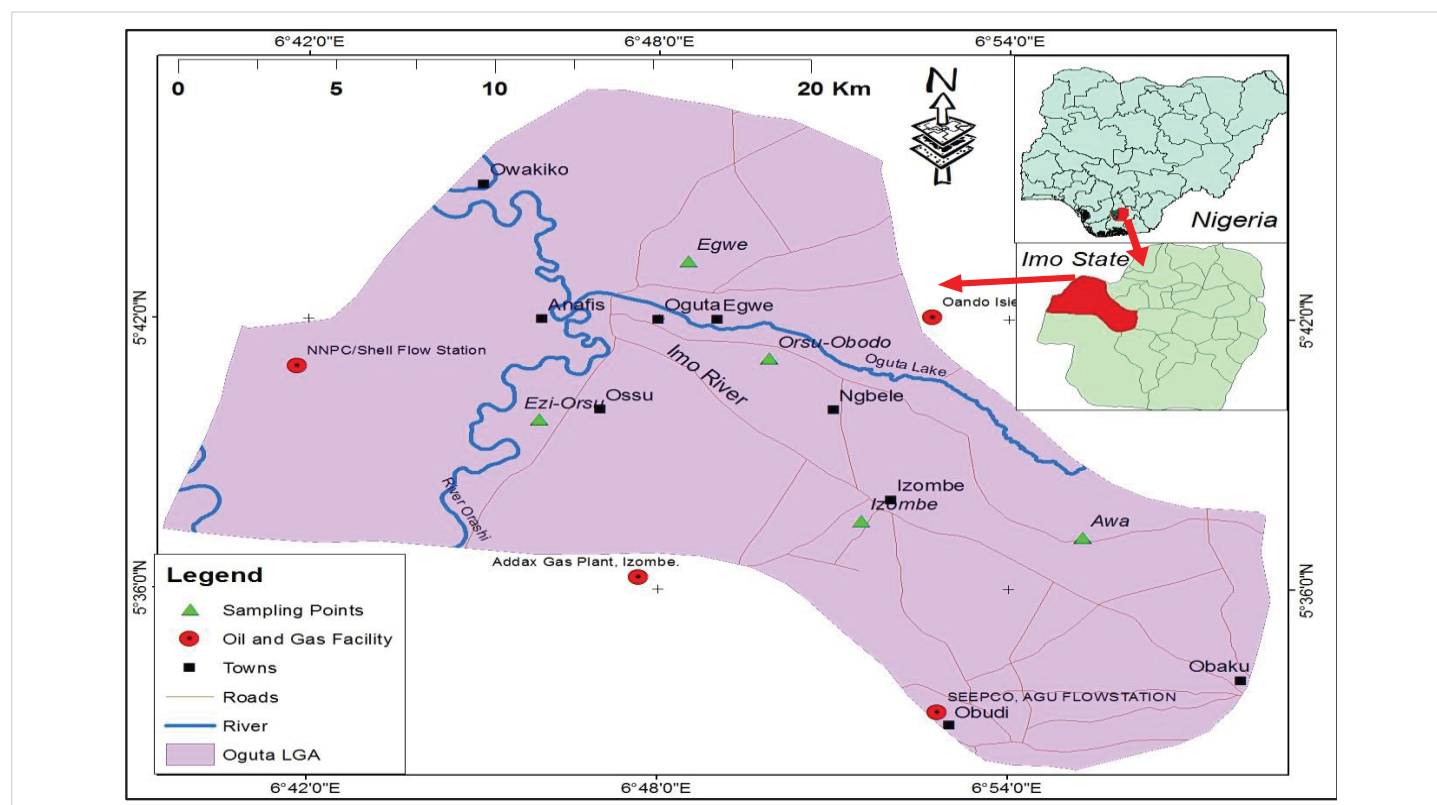 6°42'0"E 6°48'0"E 6°54'0"E
0 5 10 20 Km
N
Nigeria
Imo State
Owakiko
Egwe
Oando Isie
Anafis
Oguta
Egwe
5°42'0"N
5°42'0"N
NNPC/Shell Flow Station
Orsu-Obodo
Imo River
Oguta Lake
Ezi-Orsu
Ossu
Ngbele
River Orashi
Izombe
Izombe
Awa
Addax Gas Plant, Izombe.
5°36'0"N
5°36'0"N
Obaku
SEEPCO, AGU FLOWSTATION
Obudi
Legend
Sampling Points
Oil and Gas Facility
Towns
Roads
River
Oguta LGA
6°42'0"E 6°48'0"E 6°54'0"E